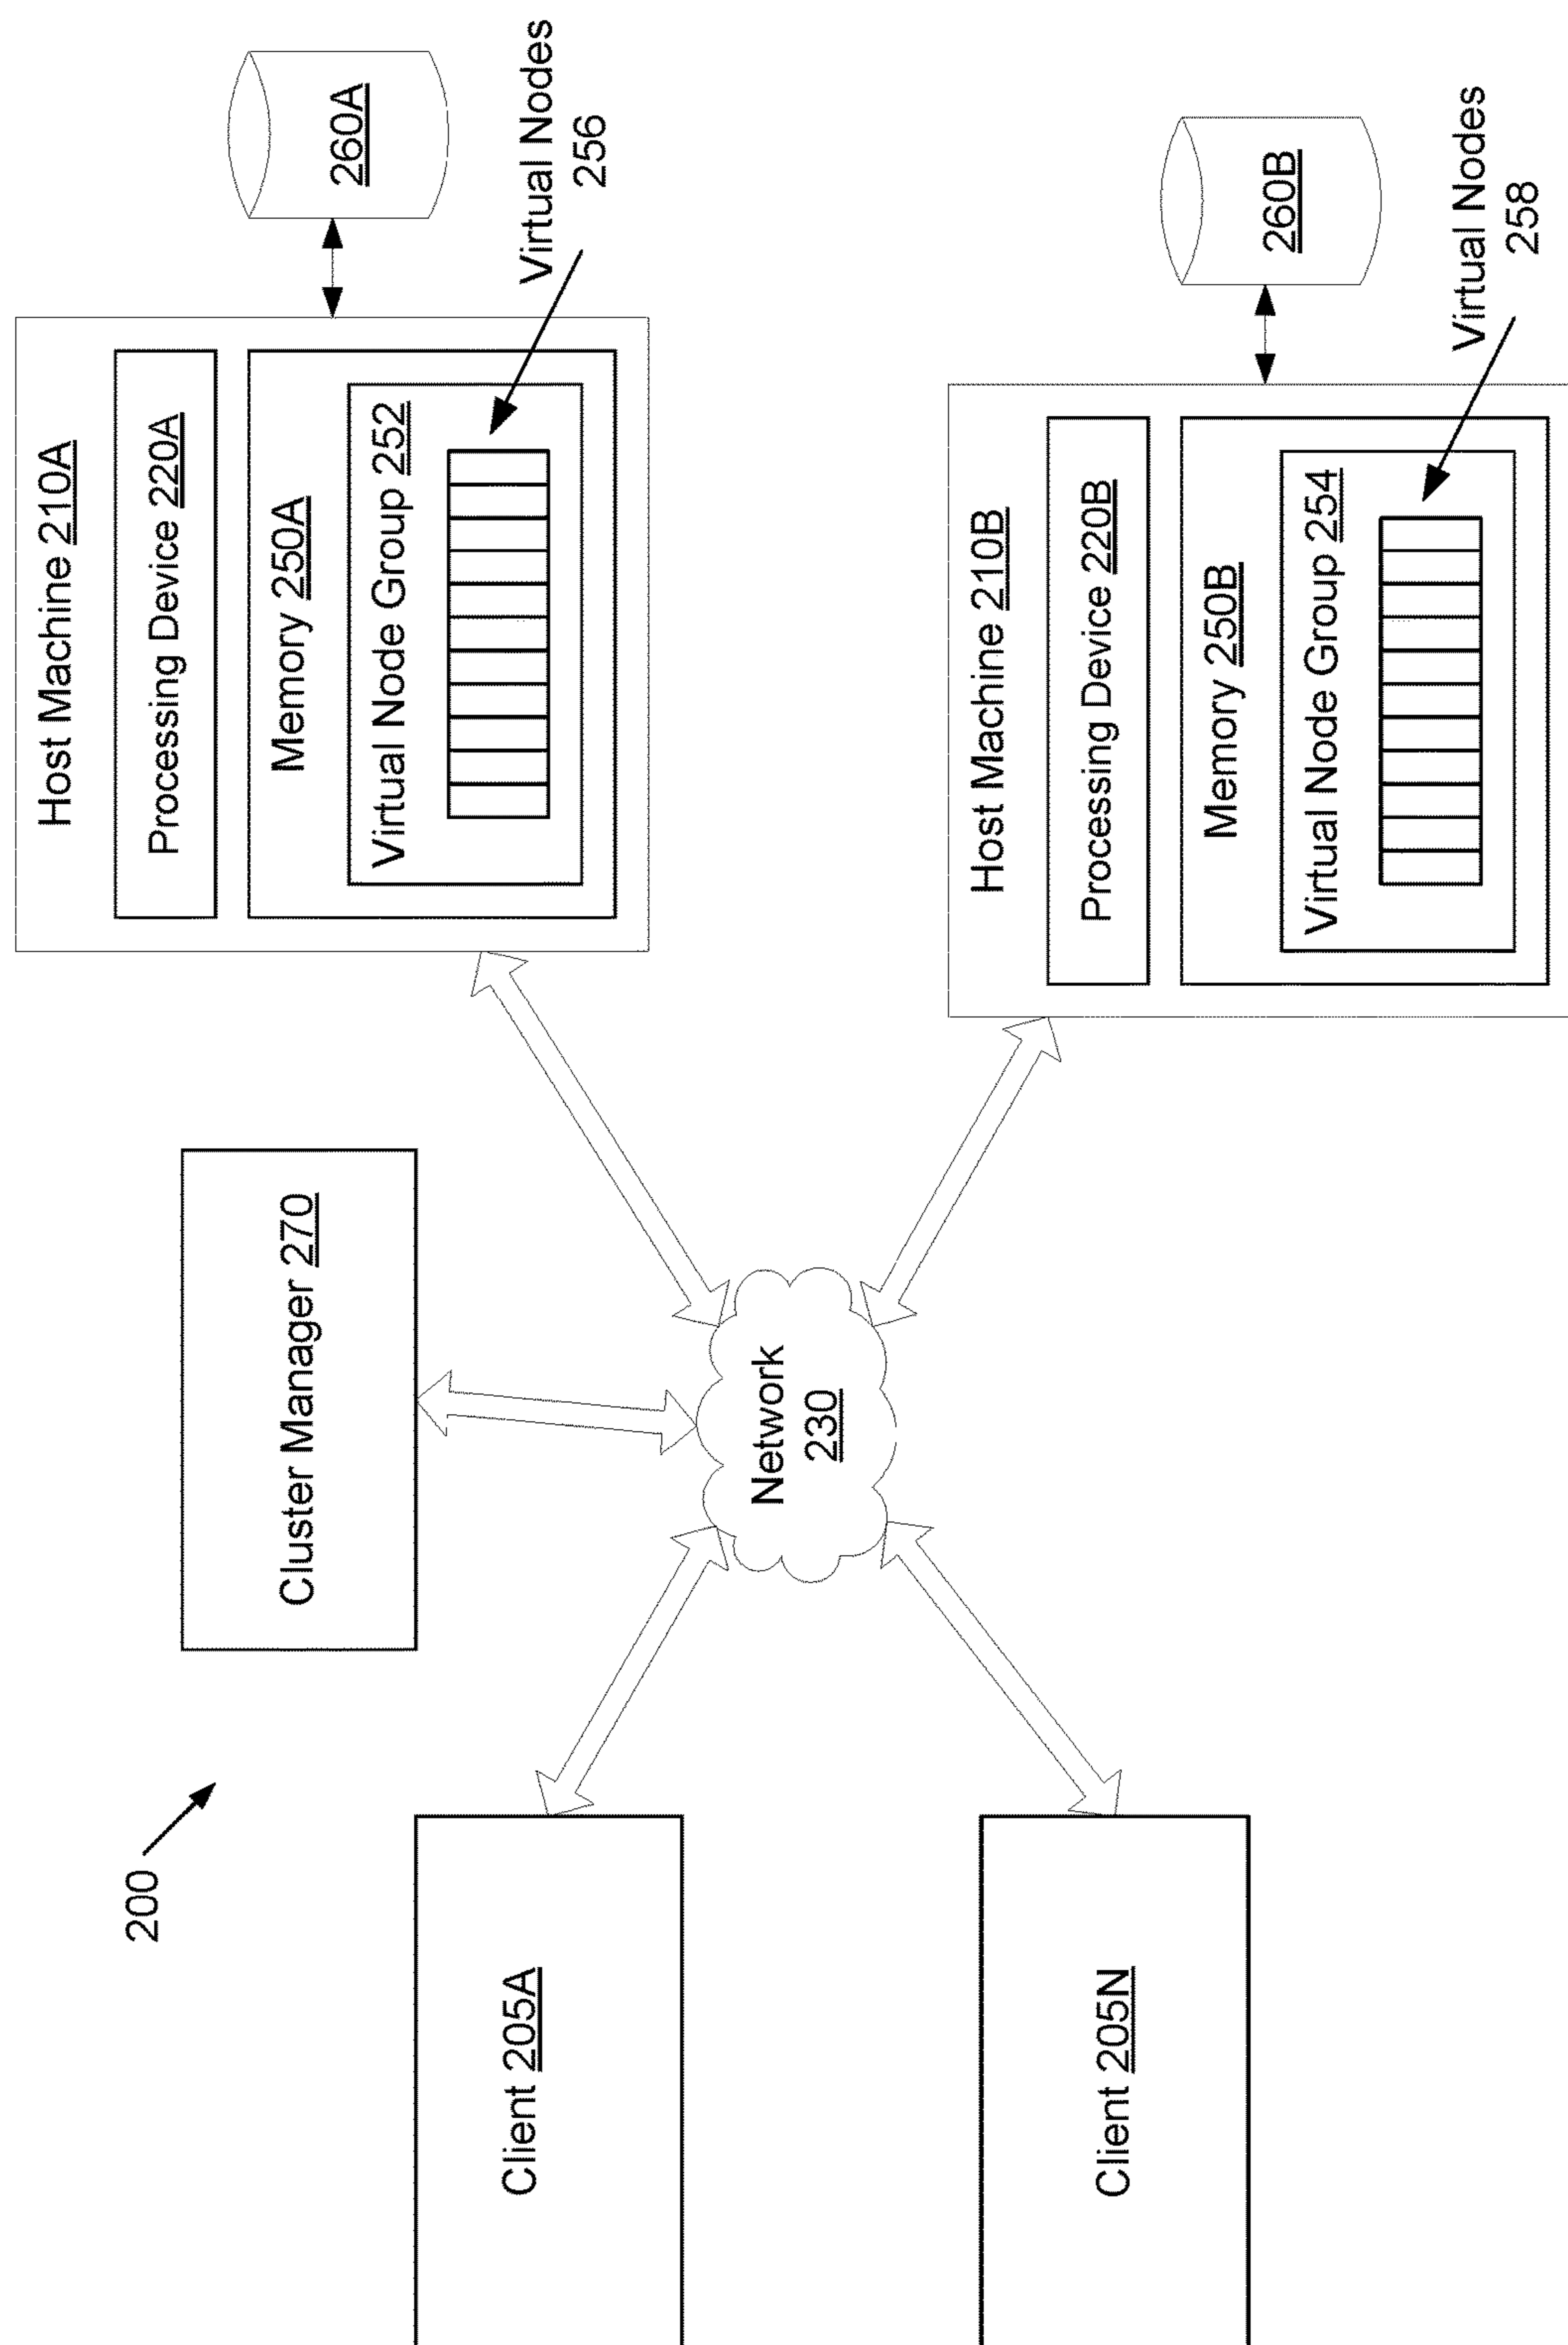 200
Client 205A
Client 205N
Cluster Manager 270
Network
230
Host Machine 210A
Processing Device 220A
Memory 250A
Virtual Node Group 252
260A
Virtual Nodes
256
Host Machine 210B
Processing Device 220B
Memory 250B
Virtual Node Group 254
260B
Virtual Nodes
258